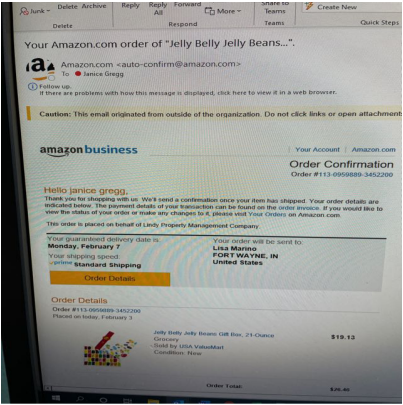 Junk
Delete Archive
Reply Reply All Forward
More
Share to Teams
Create New
Delete
Respond
Teams
Quick Steps
Your Amazon.com order of "Jelly Belly Jelly Beans...".
a
Amazon.com <auto-confirm@amazon.com>
To Janice Gregg
Follow up.
If there are problems with how this message is displayed, click here to view it in a web browser.
Caution: This email originated from outside of the organization. Do not click links or open attachment
amazon business
Your Account | Amazon.com
Order Confirmation
Order #113-0959889-3452200
Hello janice gregg,
Thank you for shopping with us. We'll send a confirmation once your item has shipped. Your order details are
indicated below. The payment details of your transaction can be found on the order invoice. If you would like to
view the status of your order or make any changes to it, please visit Your Orders on Amazon.com.
This order is placed on behalf of Lindy Property Management Company.
Your guaranteed delivery date is:
Monday, February 7
Your shipping speed:
prime Standard Shipping
Your order will be sent to:
Lisa Marino
FORT WAYNE, IN
United States
Order Details
Order Details
Order #113-0959889-3452200
Placed on today, February 3
Jelly Belly Jelly Beans Gift Box, 21-Ounce
$19.13
Grocery
Sold by USA ValueMart
Condition: New
Order Total:
$26.40